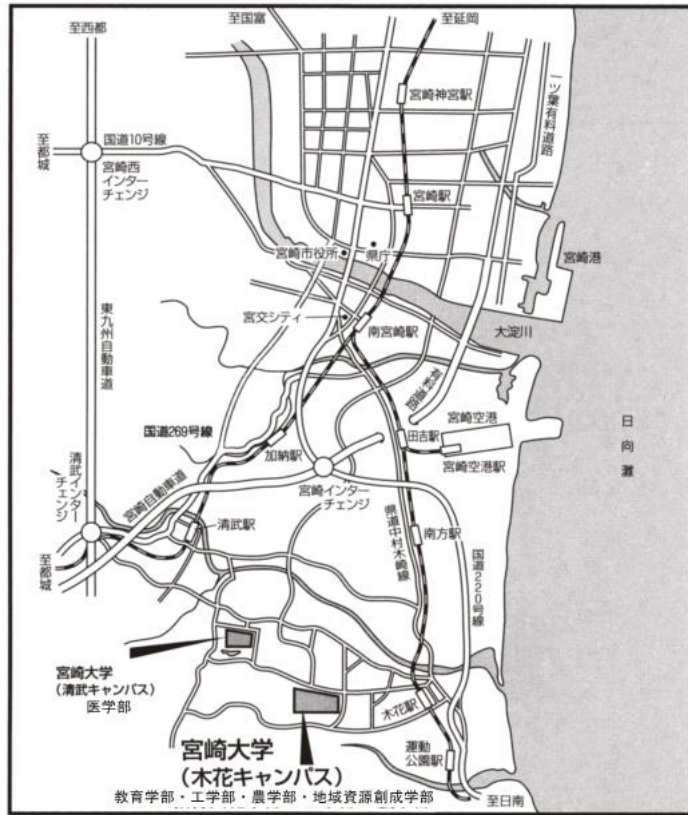 至西都
至国富
至延岡
宮崎神宮駅
一ツ葉有料道路
至都城
国道10号線
宮崎西
インター
チェンジ
宮崎駅
宮崎市役所
県庁
宮崎港
宮交シティ
南宮崎駅
大淀川
東九州自動車道
有料道路
宮崎空港
日向灘
国道269号線
加納駅
田吉駅
宮崎空港駅
清武インター
チェンジ
宮崎自動車道
宮崎インター
チェンジ
清武駅
県道中村木崎線
南方駅
国道220号線
至都城
宮崎大学
(清武キャンパス)
医学部
木花駅
宮崎大学
(木花キャンパス)
運動
公園駅
教育学部・工学部・農学部・地域資源創成学部
至日南